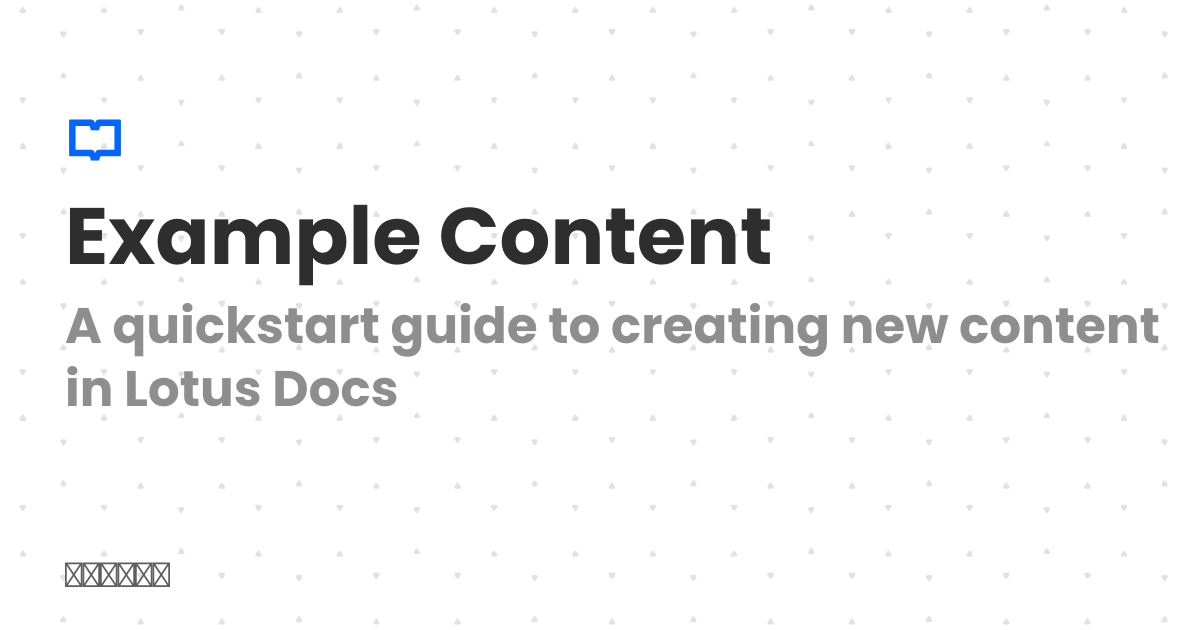 Example Content
A quickstart guide to creating new content
in Lotus Docs